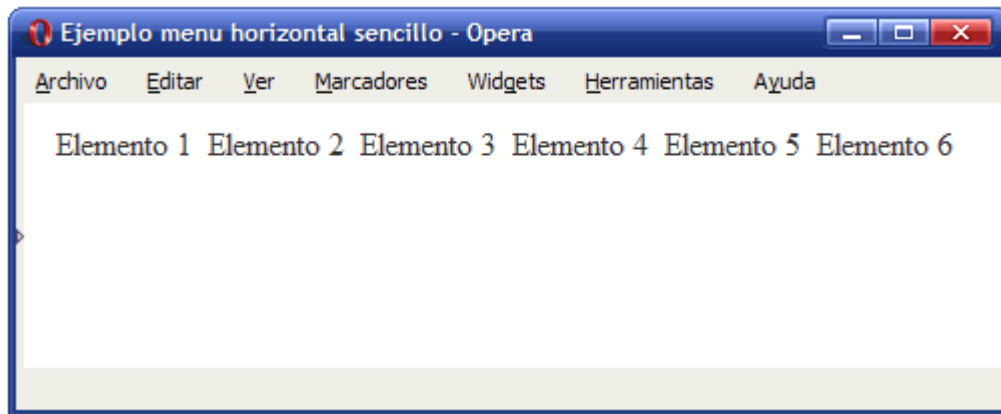 Ejemplo menu horizontal sencillo - Opera
Archivo Editar Ver Marcadores Widgets Herramientas Ayuda
Elemento 1 Elemento 2 Elemento 3 Elemento 4 Elemento 5 Elemento 6